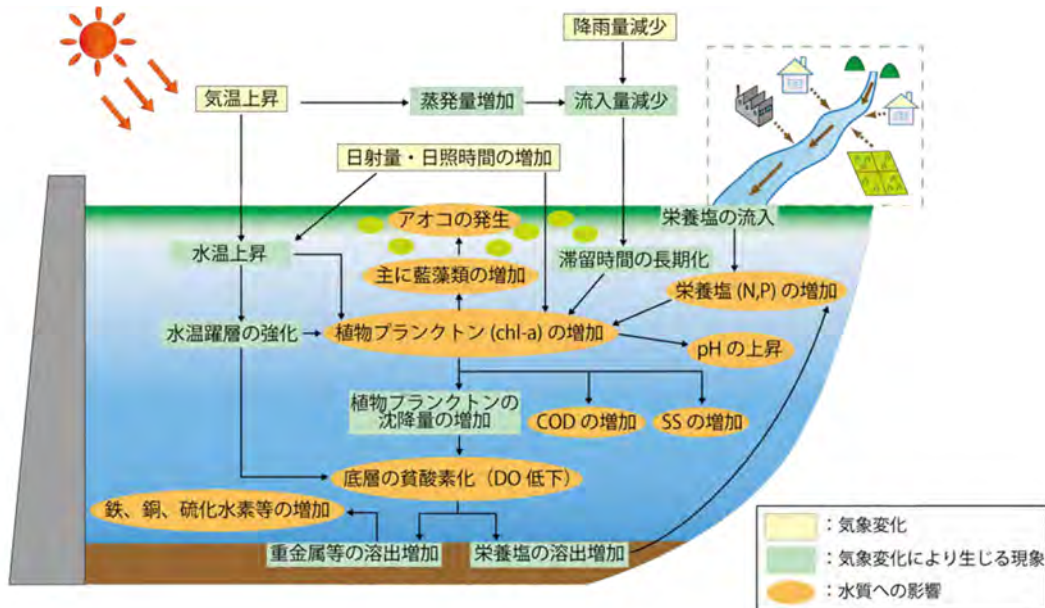 降雨量減少
気温上昇
蒸発量増加
流入量減少
日射量・日照時間の増加
アオコの発生
栄養塩の流入
水温上昇
主に藍藻類の増加
滞留時間の長期化
栄養塩 (N,P) の増加
水温躍層の強化
植物プランクトン (chl-a) の増加
pH の上昇
植物プランクトンの
沈降量の増加
COD の増加
SS の増加
底層の貧酸素化（DO 低下）
鉄、銅、硫化水素等の増加
重金属等の溶出増加
栄養塩の溶出増加
：気象変化
：気象変化により生じる現象
：水質への影響